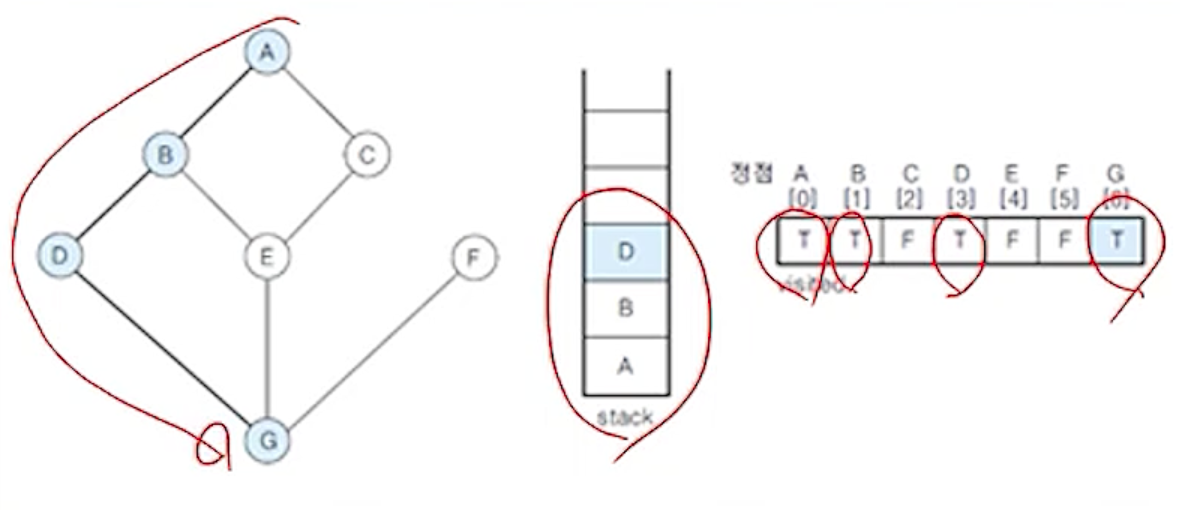 A
B
C
D
E
F
G
D
B
A
stack
정점 A B C D E F G
[0] [1] [2] [3] [4] [5] [6]
T T F T F F T
visited